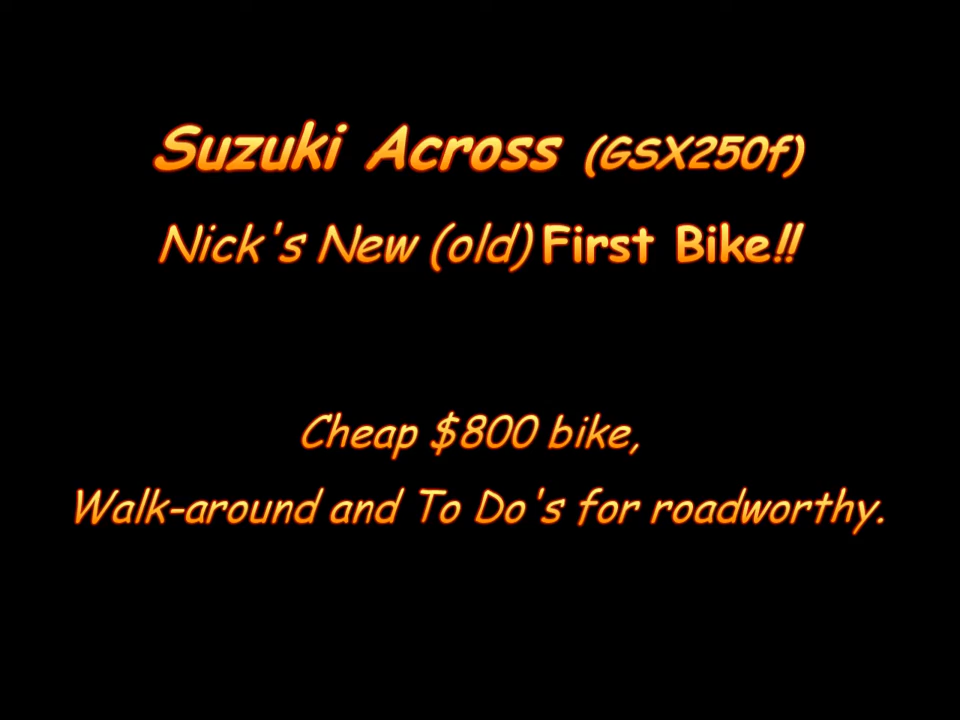 Suzuki Across (GSX250f)
Nick's New (old) First Bike!!
Cheap $800 bike,
Walk-around and To Do's for roadworthy.